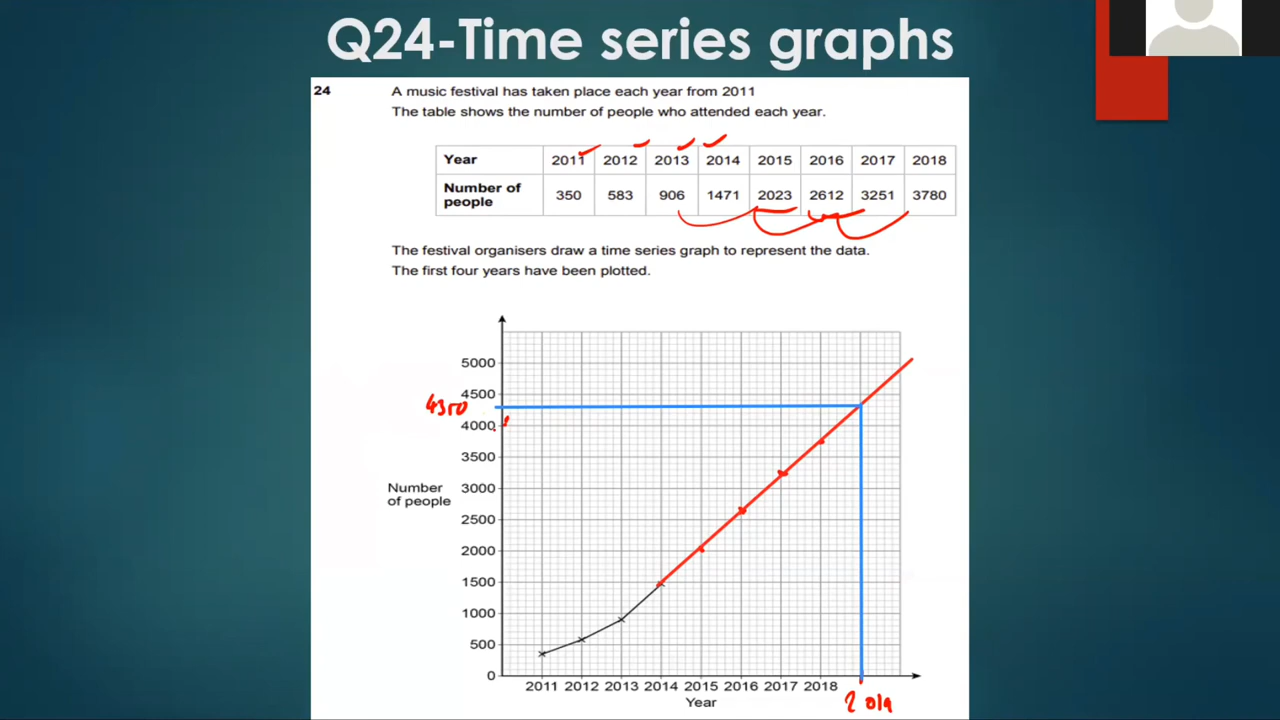 Q24-Time series graphs
24 A music festival has taken place each year from 2011
The table shows the number of people who attended each year.
Year 2011 2012 2013 2014 2015 2016 2017 2018
Number of people 350 583 906 1471 2023 2612 3251 3780
The festival organisers draw a time series graph to represent the data.
The first four years have been plotted.
5000
4500
4350
4000
3500
Number
of people
3000
2500
2000
1500
1000
500
0
2011 2012 2013 2014 2015 2016 2017 2018
Year
2019